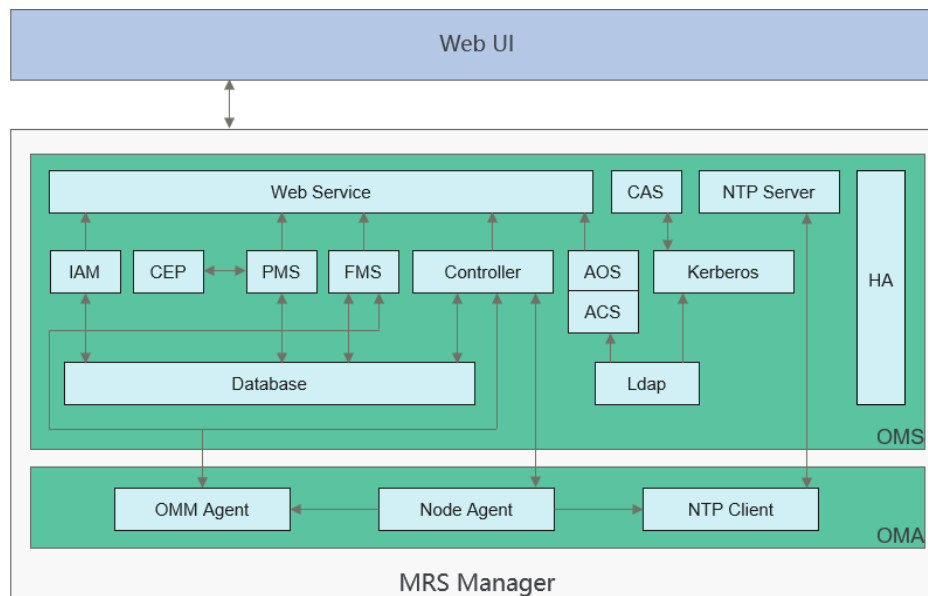 Web UI
Web Service
CAS
NTP Server
IAM
CEP
PMS
FMS
Controller
AOS
Kerberos
HA
ACS
Database
Ldap
OMS
OMM Agent
Node Agent
NTP Client
OMA
MRS Manager